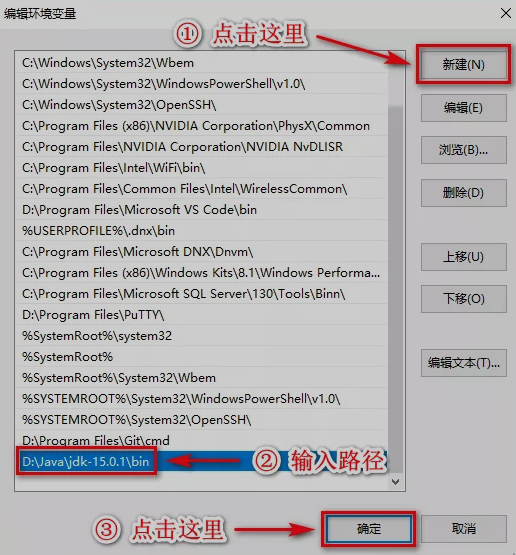 编辑环境变量
① 点击这里
新建(N)
C:\Windows\System32\Wbem
C:\Windows\System32\WindowsPowerShell\v1.0\
编辑(E)
C:\Windows\System32\OpenSSH\
C:\Program Files (x86)\NVIDIA Corporation\PhysX\Common
C:\Program Files\NVIDIA Corporation\NVIDIA NvDLISR
浏览(B)...
C:\Program Files\Intel\WiFi\bin\
C:\Program Files\Common Files\Intel\WirelessCommon\
删除(D)
D:\Program Files\Microsoft VS Code\bin
%USERPROFILE%\.dnx\bin
C:\Program Files\Microsoft DNX\Dnvm\
上移(U)
C:\Program Files (x86)\Windows Kits\8.1\Windows Performa...
C:\Program Files\Microsoft SQL Server\130\Tools\Binn\
下移(O)
D:\Program Files\PuTTY\
%SystemRoot%\system32
%SystemRoot%
编辑文本(T)...
%SystemRoot%\System32\Wbem
%SYSTEMROOT%\System32\WindowsPowerShell\v1.0\
%SYSTEMROOT%\System32\OpenSSH\
D:\Program Files\Git\cmd
D:\Java\jdk-15.0.1\bin
② 输入路径
③ 点击这里
确定
取消